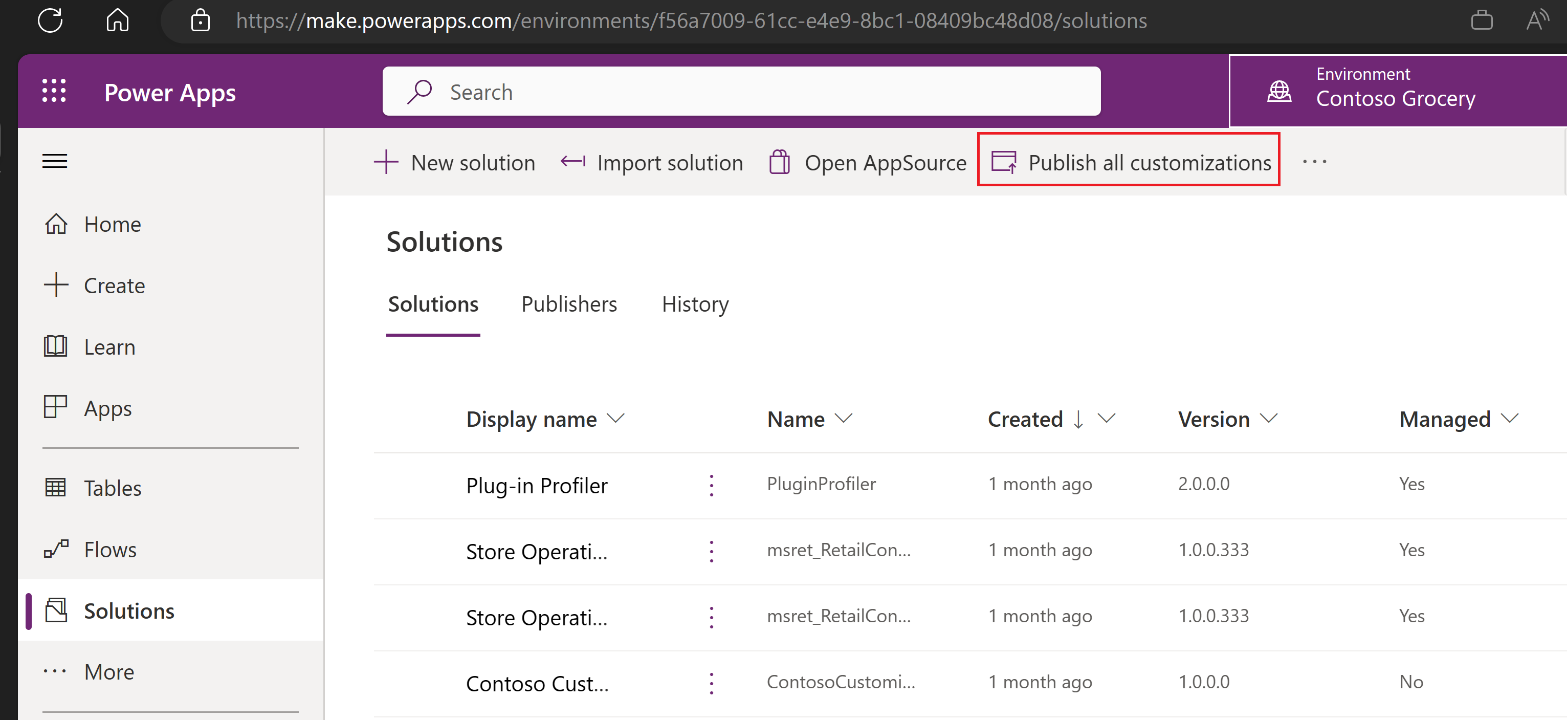 https://make.powerapps.com/environments/f56a7009-61cc-e4e9-8bc1-08409bc48d08/solutions
Power Apps
Search
Environment
Contoso Grocery
New solution Import solution Open AppSource Publish all customizations
Home
Create
Learn
Apps
Tables
Flows
Solutions
More
Solutions
Solutions Publishers History
Display name Name Created Version Managed
Plug-in Profiler PluginProfiler 1 month ago 2.0.0.0 Yes
Store Operati... msret_RetailCon... 1 month ago 1.0.0.333 Yes
Store Operati... msret_RetailCon... 1 month ago 1.0.0.333 Yes
Contoso Cust... ContosoCustomi... 1 month ago 1.0.0.0 No